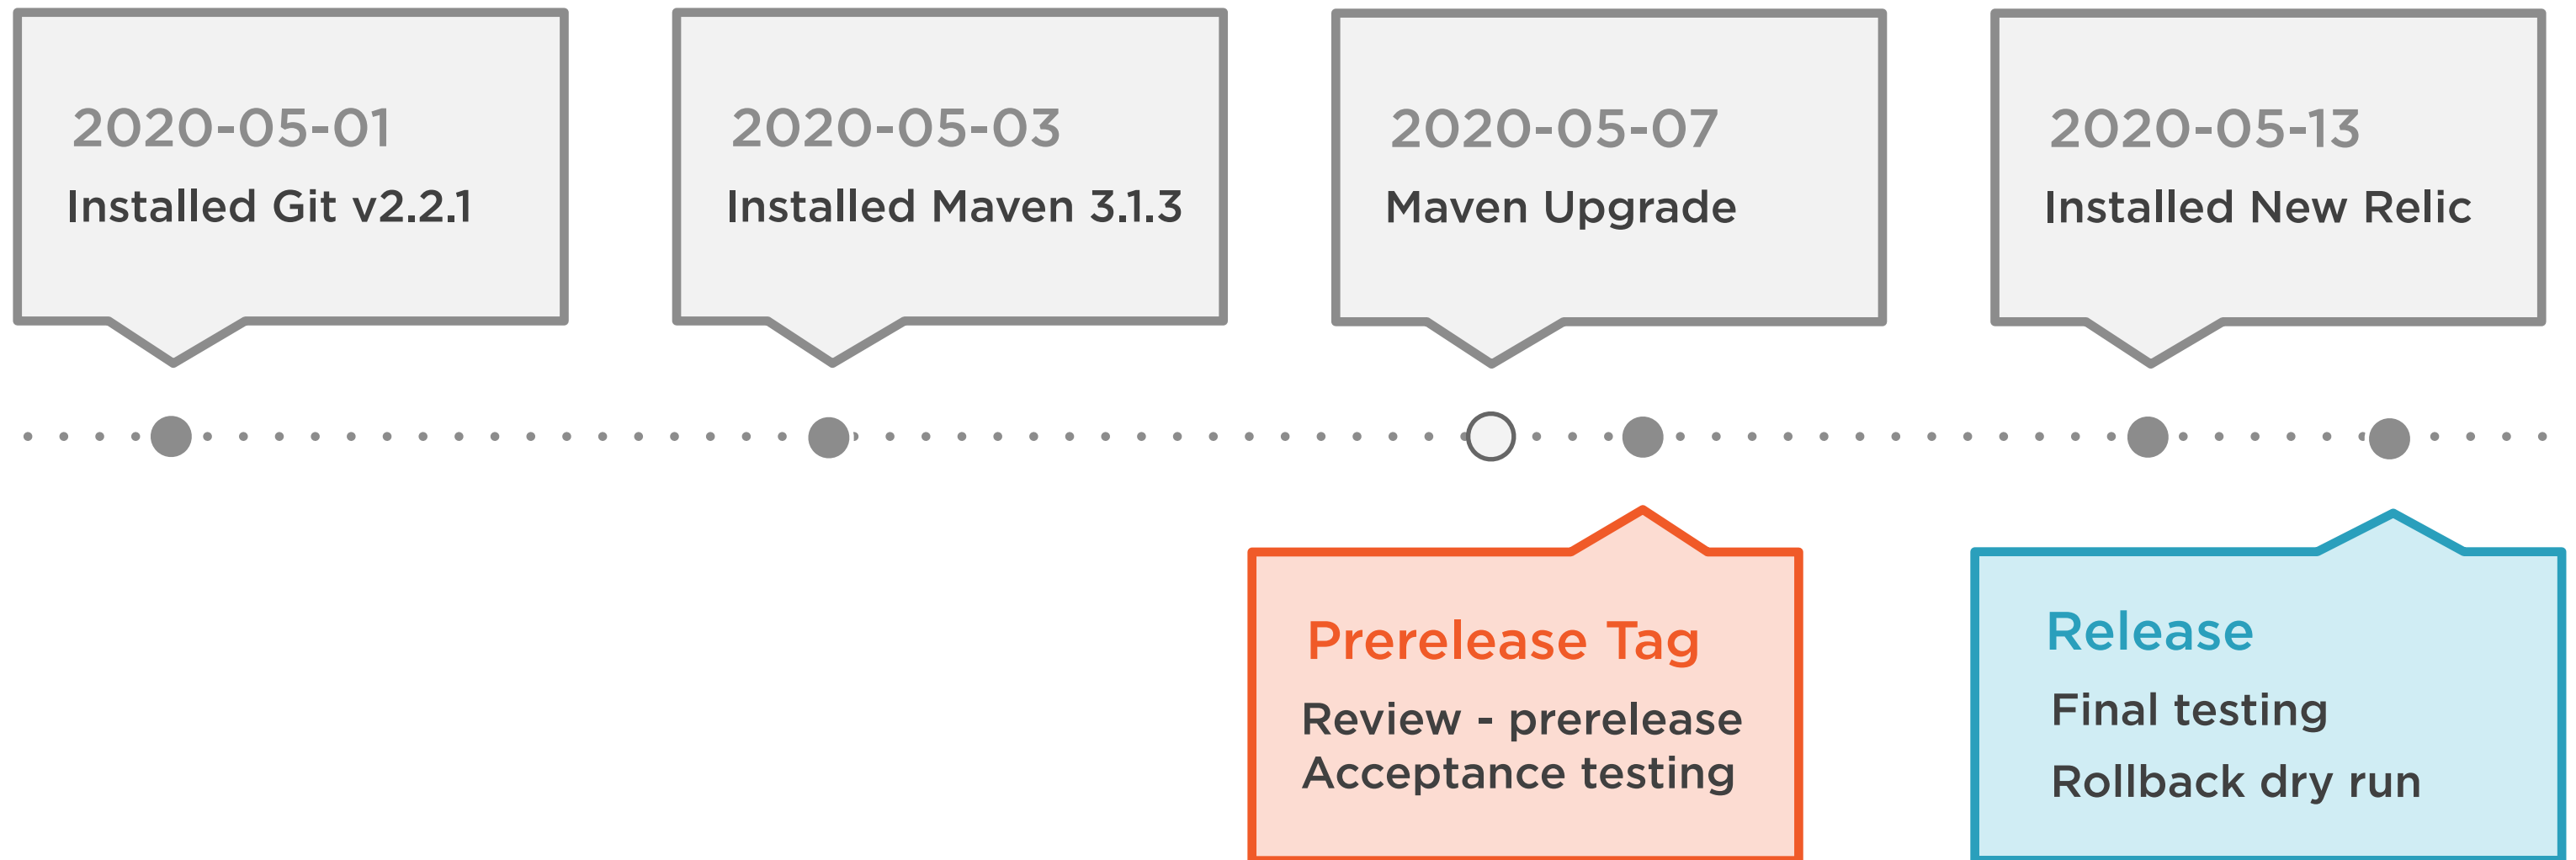 2020-05-01
Installed Git v2.2.1
2020-05-03
Installed Maven 3.1.3
2020-05-07
Maven Upgrade
2020-05-13
Installed New Relic
Prerelease Tag
Review - prerelease
Acceptance testing
Release
Final testing
Rollback dry run